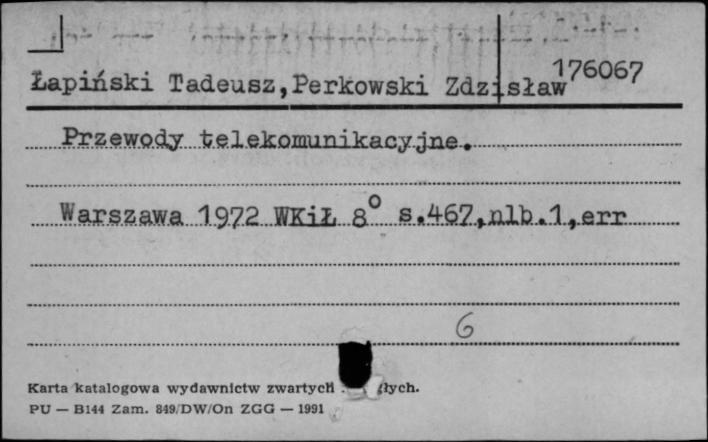 176067
Łapiński Tadeusz,Perkowski Zdzisław
Przewody telekomunikacyjne.
Warszawa 1972 WKiŁ 8° s.467,nlb.1,err
6
Karta katalogowa wydawnictw zwartych
PU — B144 Zam. 849/DW/On ZGG — 1991